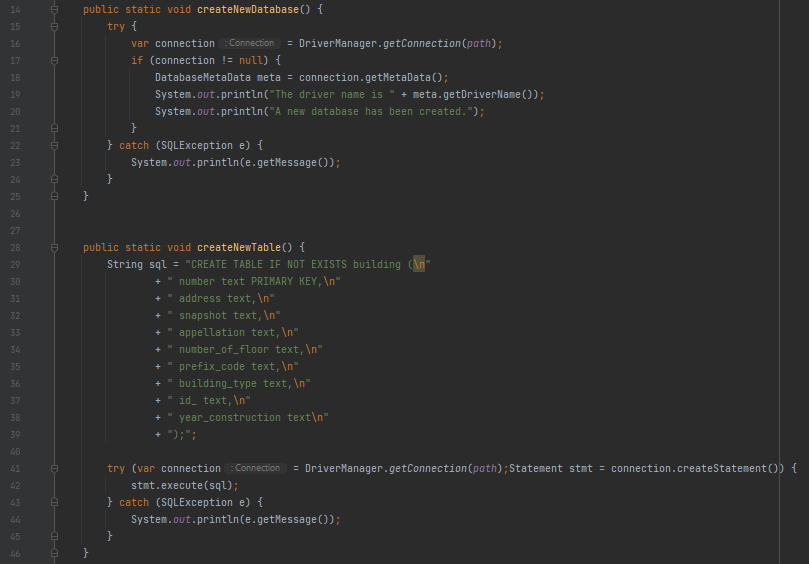 14 public static void createNewDatabase() {
15 try {
16 var connection : Connection = DriverManager.getConnection(path);
17 if (connection != null) {
18 DatabaseMetaData meta = connection.getMetaData();
19 System.out.println("The driver name is " + meta.getDriverName());
20 System.out.println("A new database has been created.");
21 }
22 } catch (SQLException e) {
23 System.out.println(e.getMessage());
24 }
25 }
26
27
28 public static void createNewTable() {
29 String sql = "CREATE TABLE IF NOT EXISTS building (\n"
30 + " number text PRIMARY KEY,\n"
31 + " address text,\n"
32 + " snapshot text,\n"
33 + " appellation text,\n"
34 + " number_of_floor text,\n"
35 + " prefix_code text,\n"
36 + " building_type text,\n"
37 + " id_ text,\n"
38 + " year_construction text\n"
39 + ");";
40
41 try (var connection : Connection = DriverManager.getConnection(path);Statement stmt = connection.createStatement()) {
42 stmt.execute(sql);
43 } catch (SQLException e) {
44 System.out.println(e.getMessage());
45 }
46 }